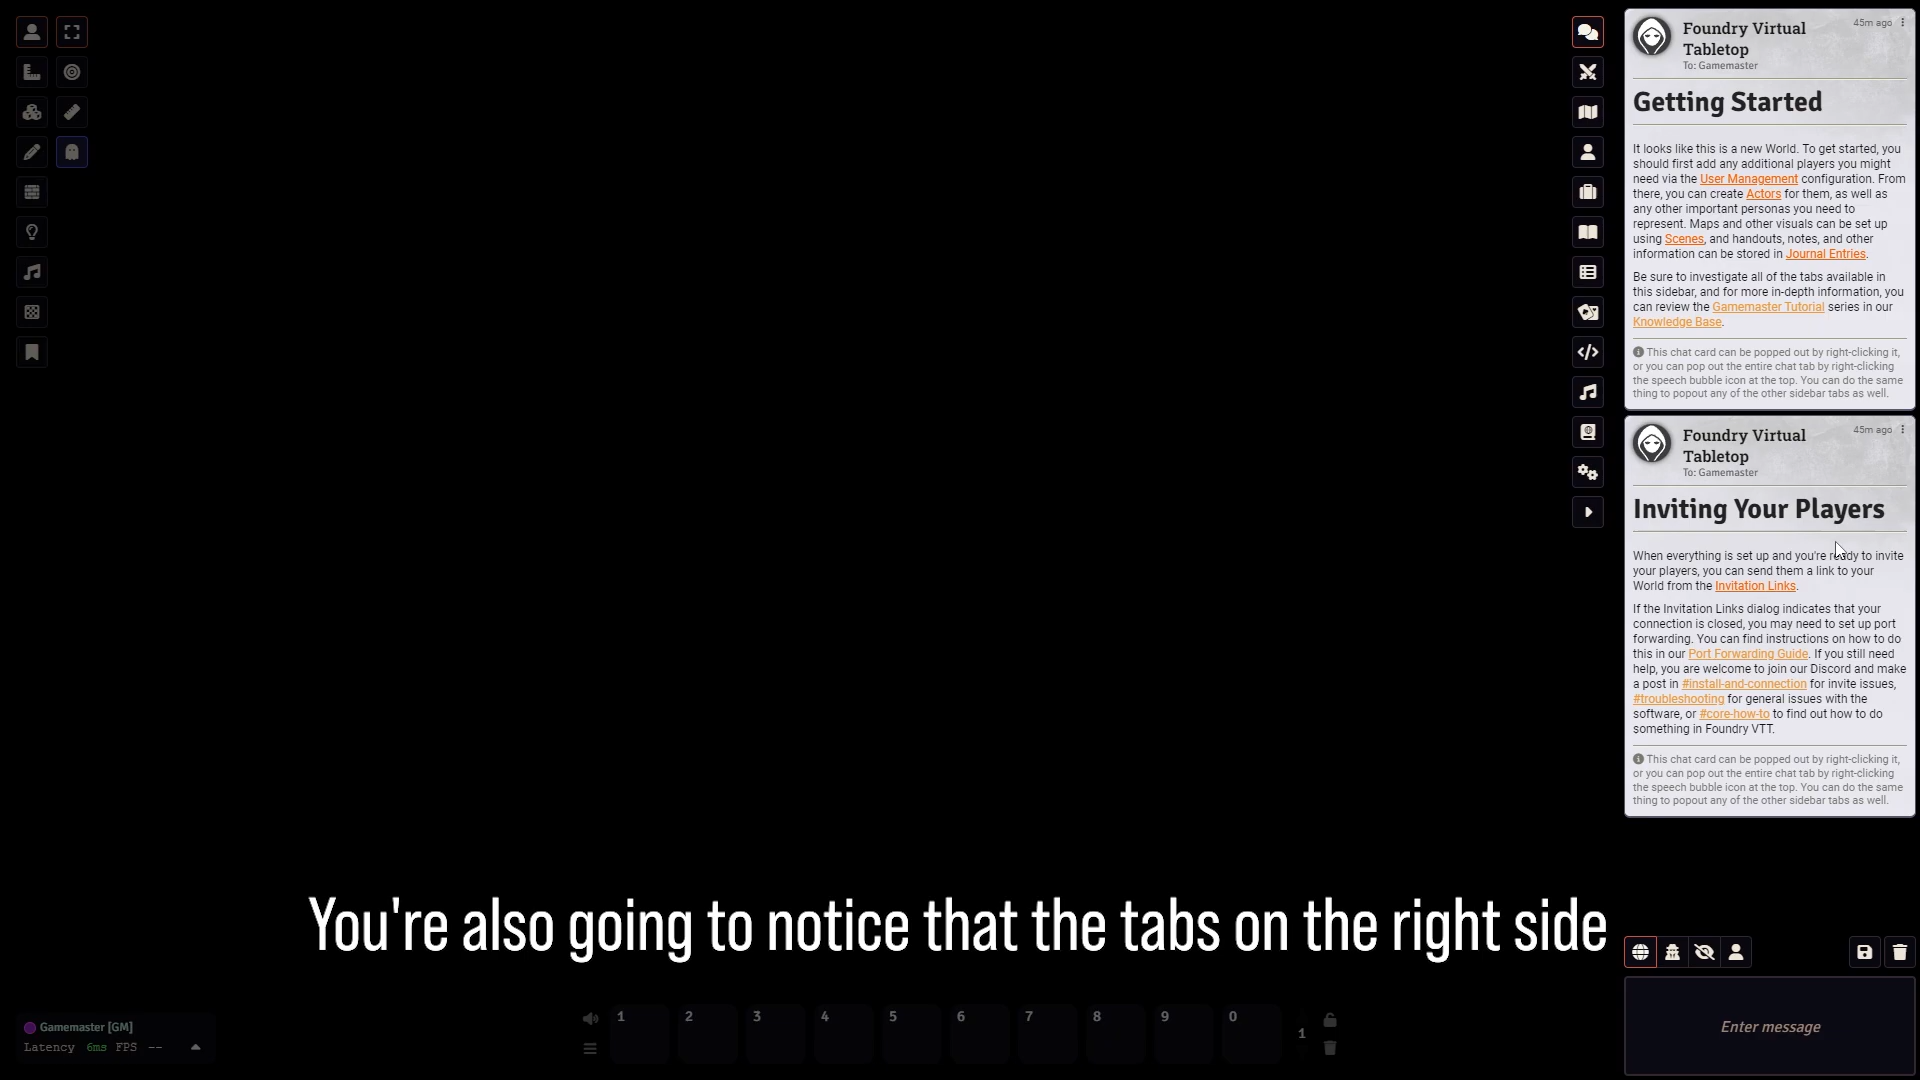 Foundry Virtual
Tabletop
45m ago
To: Gamemaster
Getting Started
It looks like this is a new World. To get started, you
should first add any additional players you might
need via the User Management configuration. From
there, you can create Actors for them, as well as
any other important personas you need to
represent. Maps and other visuals can be set up
using Scenes, and handouts, notes, and other
information can be stored in Journal Entries.
Be sure to investigate all of the tabs available in
this sidebar, and for more in-depth information, you
can review the Gamemaster Tutorial series in our
Knowledge Base.
This chat card can be popped out by right-clicking it,
or you can pop out the entire chat tab by right-clicking
the speech bubble icon at the top. You can do the same
thing to popout any of the other sidebar tabs as well.
Foundry Virtual
Tabletop
45m ago
To: Gamemaster
Inviting Your Players
When everything is set up and you're ready to invite
your players, you can send them a link to your
World from the Invitation Links.
If the Invitation Links dialog indicates that your
connection is closed, you may need to set up port
forwarding. You can find instructions on how to do
this in our Port Forwarding Guide. If you still need
help, you are welcome to join our Discord and make
a post in #install-and-connection for invite issues,
#troubleshooting for general issues with the
software, or #core-how-to to find out how to do
something in Foundry VTT.
This chat card can be popped out by right-clicking it,
or you can pop out the entire chat tab by right-clicking
the speech bubble icon at the top. You can do the same
thing to popout any of the other sidebar tabs as well.
You're also going to notice that the tabs on the right side
Gamemaster [GM]
Latency 6ms FPS --
1 2 3 4 5 6 7 8 9 0
1
Enter message